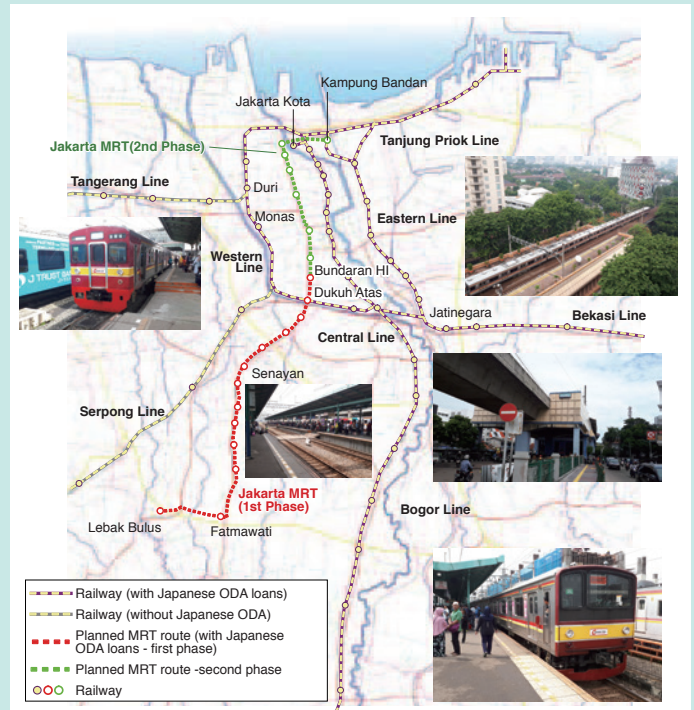 Kampung Bandan
Jakarta Kota
Jakarta MRT(2nd Phase)
Tanjung Priok Line
Tangerang Line
Duri
Eastern Line
Monas
Western
Line
Bundaran HI
Dukuh Atas
Jatinegara
Bekasi Line
Central Line
Senayan
Serpong Line
Jakarta MRT
(1st Phase)
Bogor Line
Lebak Bulus
Fatmawati
J TRUST BANK
Railway (with Japanese ODA loans)
Railway (without Japanese ODA)
Planned MRT route (with Japanese
ODA loans - first phase)
Planned MRT route -second phase
Railway